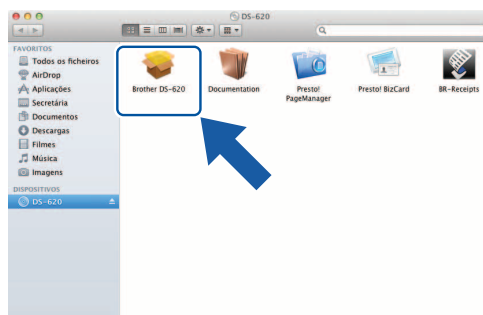 DS-620
FAVORITOS
Todos os ficheiros
AirDrop
Aplicações
Secretária
Documentos
Descargas
Filmes
Música
Imagens
DISPOSITIVOS
DS-620
Brother DS-620
Documentation
Presto!
PageManager
Presto! BizCard
BR-Receipts